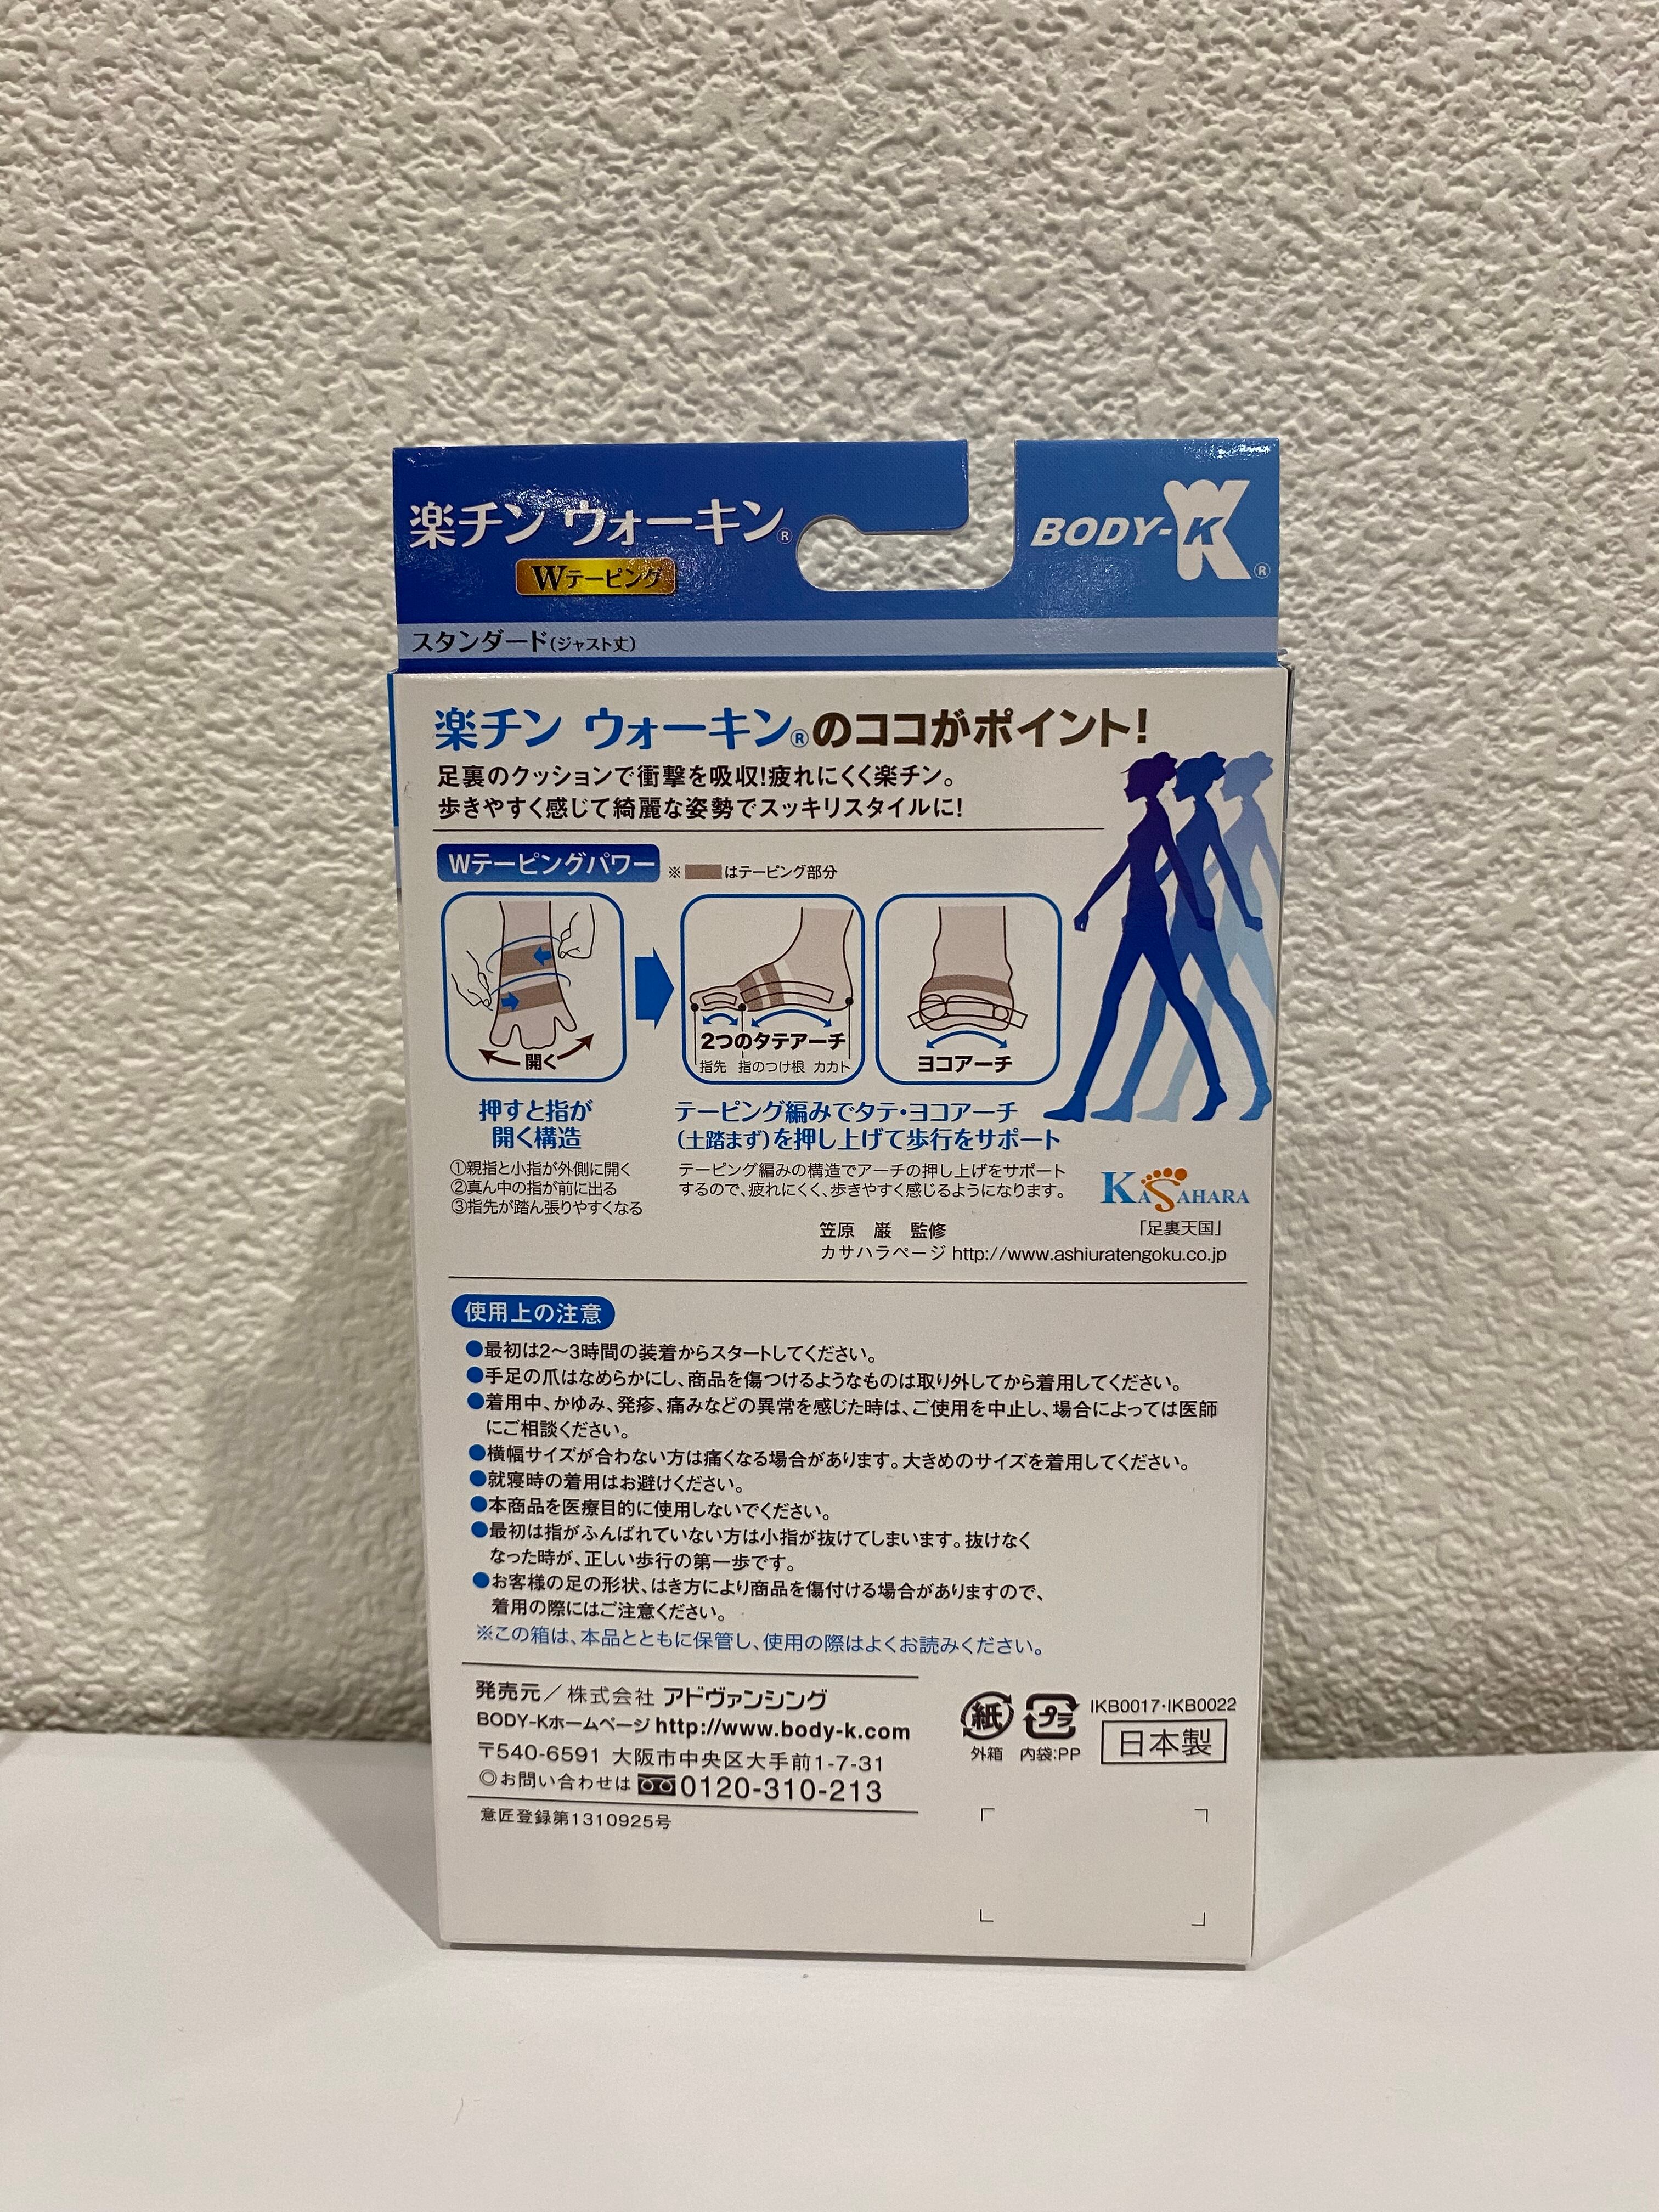 楽チン ウォーキン®
Wテーピング
BODY-K®
スタンダード(ジャスト丈)
楽チン ウォーキン®のココがポイント!
足裏のクッションで衝撃を吸収!疲れにくく楽チン。
歩きやすく感じて綺麗な姿勢でスッキリスタイルに!
Wテーピングパワー
※ はテーピング部分
開く
2つのタテアーチ
指先 指のつけ根 カカト
ヨコアーチ
押すと指が
開く構造
①親指と小指が外側に開く
②真ん中の指が前に出る
③指先が踏ん張りやすくなる
テーピング編みでタテ・ヨコアーチ
(土踏まず)を押し上げて歩行をサポート
テーピング編みの構造でアーチの押し上げをサポート
するので、疲れにくく、歩きやすく感じるようになります。
KASAHARA
「足裏天国」
笠原 巖 監修
カサハラページ http://www.ashiuratengoku.co.jp
使用上の注意
●最初は2〜3時間の装着からスタートしてください。
●手足の爪はなめらかにし、商品を傷つけるようなものは取り外してから着用してください。
●着用中、かゆみ、発疹、痛みなどの異常を感じた時は、ご使用を中止し、場合によっては医師
にご相談ください。
●横幅サイズが合わない方は痛くなる場合があります。大きめのサイズを着用してください。
●就寝時の着用はお避けください。
●本商品を医療目的に使用しないでください。
●最初は指がふんばれていない方は小指が抜けてしまいます。抜けなく
なった時が、正しい歩行の第一歩です。
●お客様の足の形状、はき方により商品を傷付ける場合がありますので、
着用の際にはご注意ください。
※この箱は、本品とともに保管し、使用の際はよくお読みください。
発売元／株式会社 アドヴァンシング
BODY-Kホームページ http://www.body-k.com
〒540-6591 大阪市中央区大手前1-7-31
◎お問い合わせは 0120-310-213
意匠登録第1310925号
紙
外箱
プラ
内袋:PP
IKB0017・IKB0022
日本製